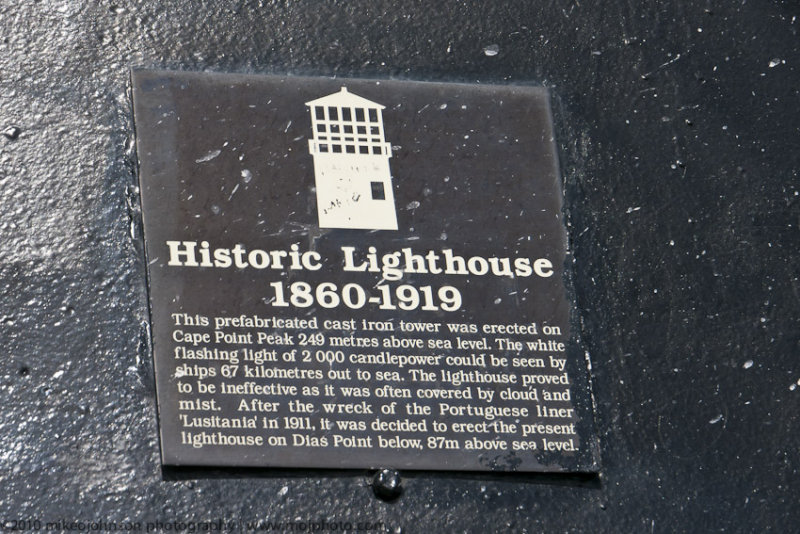 Historic Lighthouse
1860-1919
This prefabricated cast iron tower was erected on
Cape Point Peak 249 metres above sea level. The white
flashing light of 2 000 candlepower could be seen by
ships 67 kilometres out to sea. The lighthouse proved
to be ineffective as it was often covered by cloud and
mist. After the wreck of the Portuguese liner
'Lusitania' in 1911, it was decided to erect the present
lighthouse on Dias Point below, 87m above sea level.
©2010 mikeojohnson photography | www.mojphoto.com